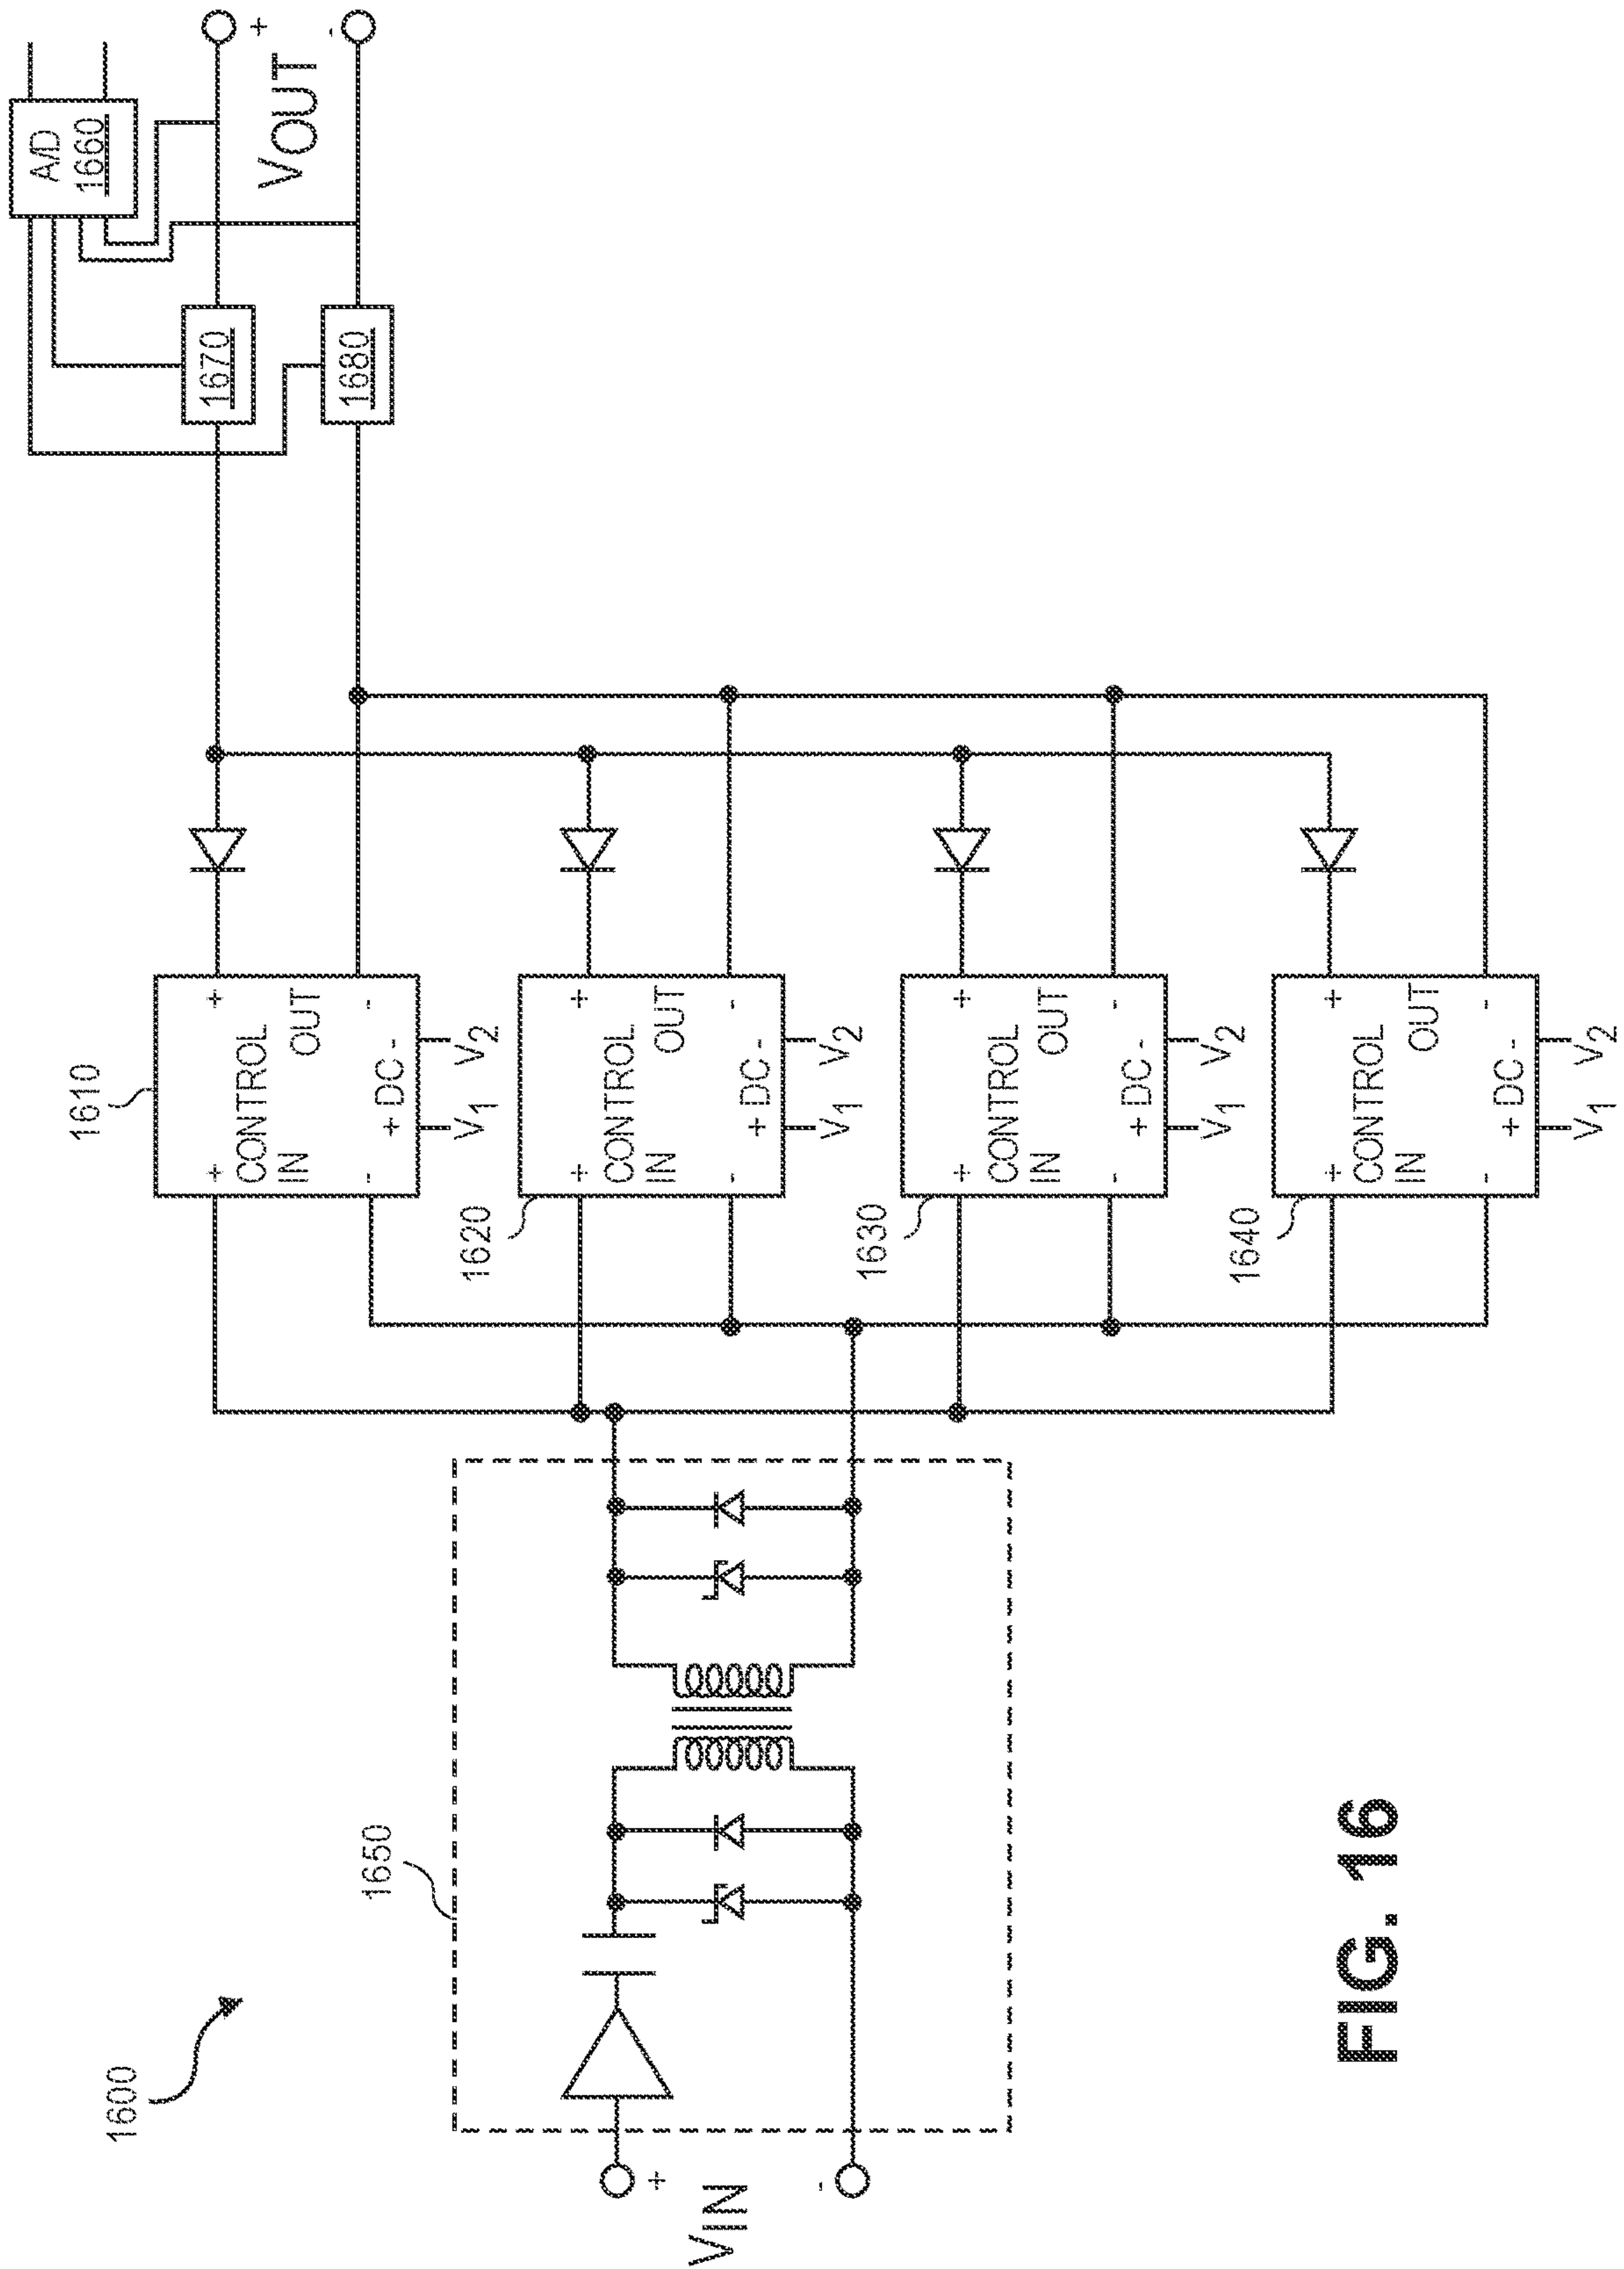 1600
1650
VIN
+
-
1610
+ +
CONTROL
IN OUT
- -
+ DC -
V1 V2
1620
+ +
CONTROL
IN OUT
- -
+ DC -
V1 V2
1630
+ +
CONTROL
IN OUT
- -
+ DC -
V1 V2
1640
+ +
CONTROL
IN OUT
- -
+ DC -
V1 V2
1670
1680
A/D
1660
+
VOUT
-
FIG. 16